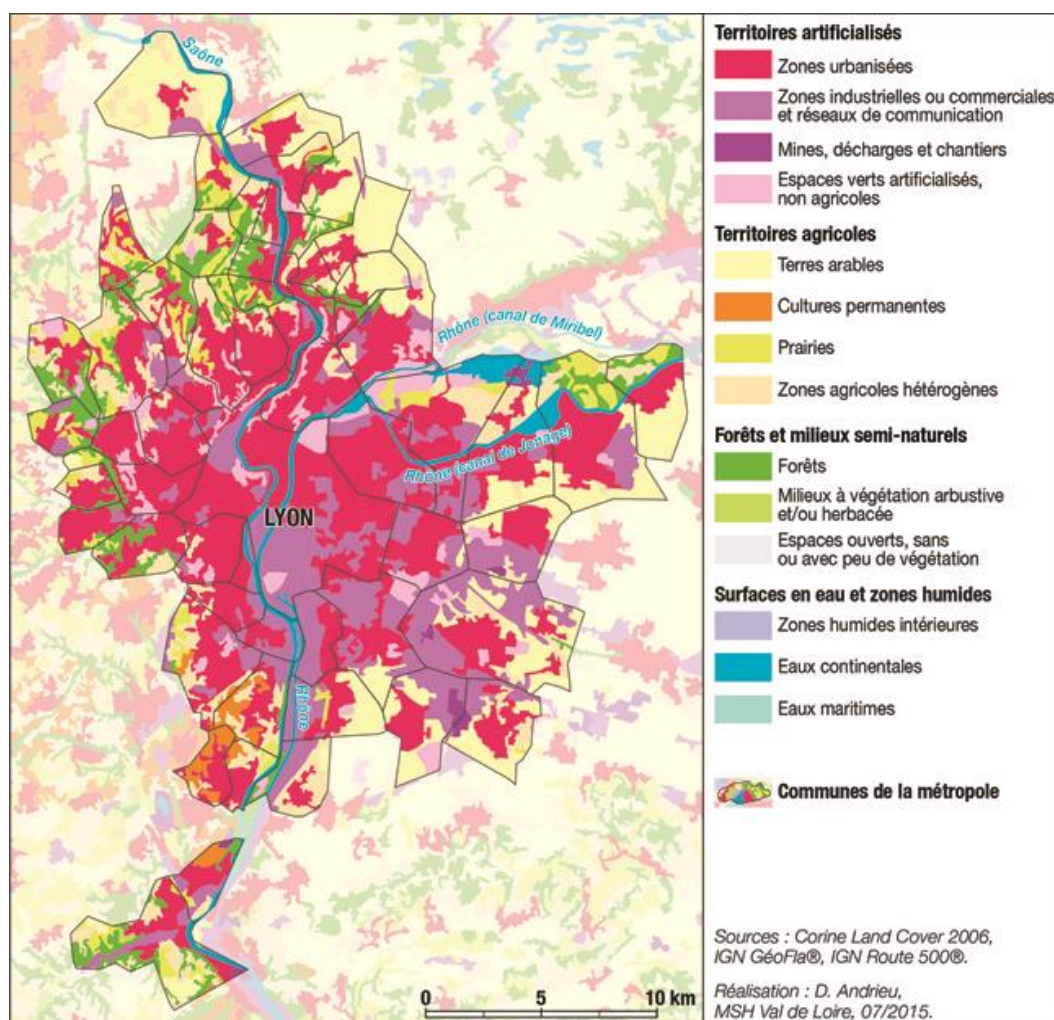 Saône
Rhône (canal de Miribel)
Rhône (canal de Jonage)
LYON
Rhône
0 5 10 km
Territoires artificialisés
Zones urbanisées
Zones industrielles ou commerciales
et réseaux de communication
Mines, décharges et chantiers
Espaces verts artificialisés,
non agricoles
Territoires agricoles
Terres arables
Cultures permanentes
Prairies
Zones agricoles hétérogènes
Forêts et milieux semi-naturels
Forêts
Milieux à végétation arbustive
et/ou herbacée
Espaces ouverts, sans
ou avec peu de végétation
Surfaces en eau et zones humides
Zones humides intérieures
Eaux continentales
Eaux maritimes
Communes de la métropole
Sources : Corine Land Cover 2006,
IGN GéoFla®, IGN Route 500®.
Réalisation : D. Andrieu,
MSH Val de Loire, 07/2015.